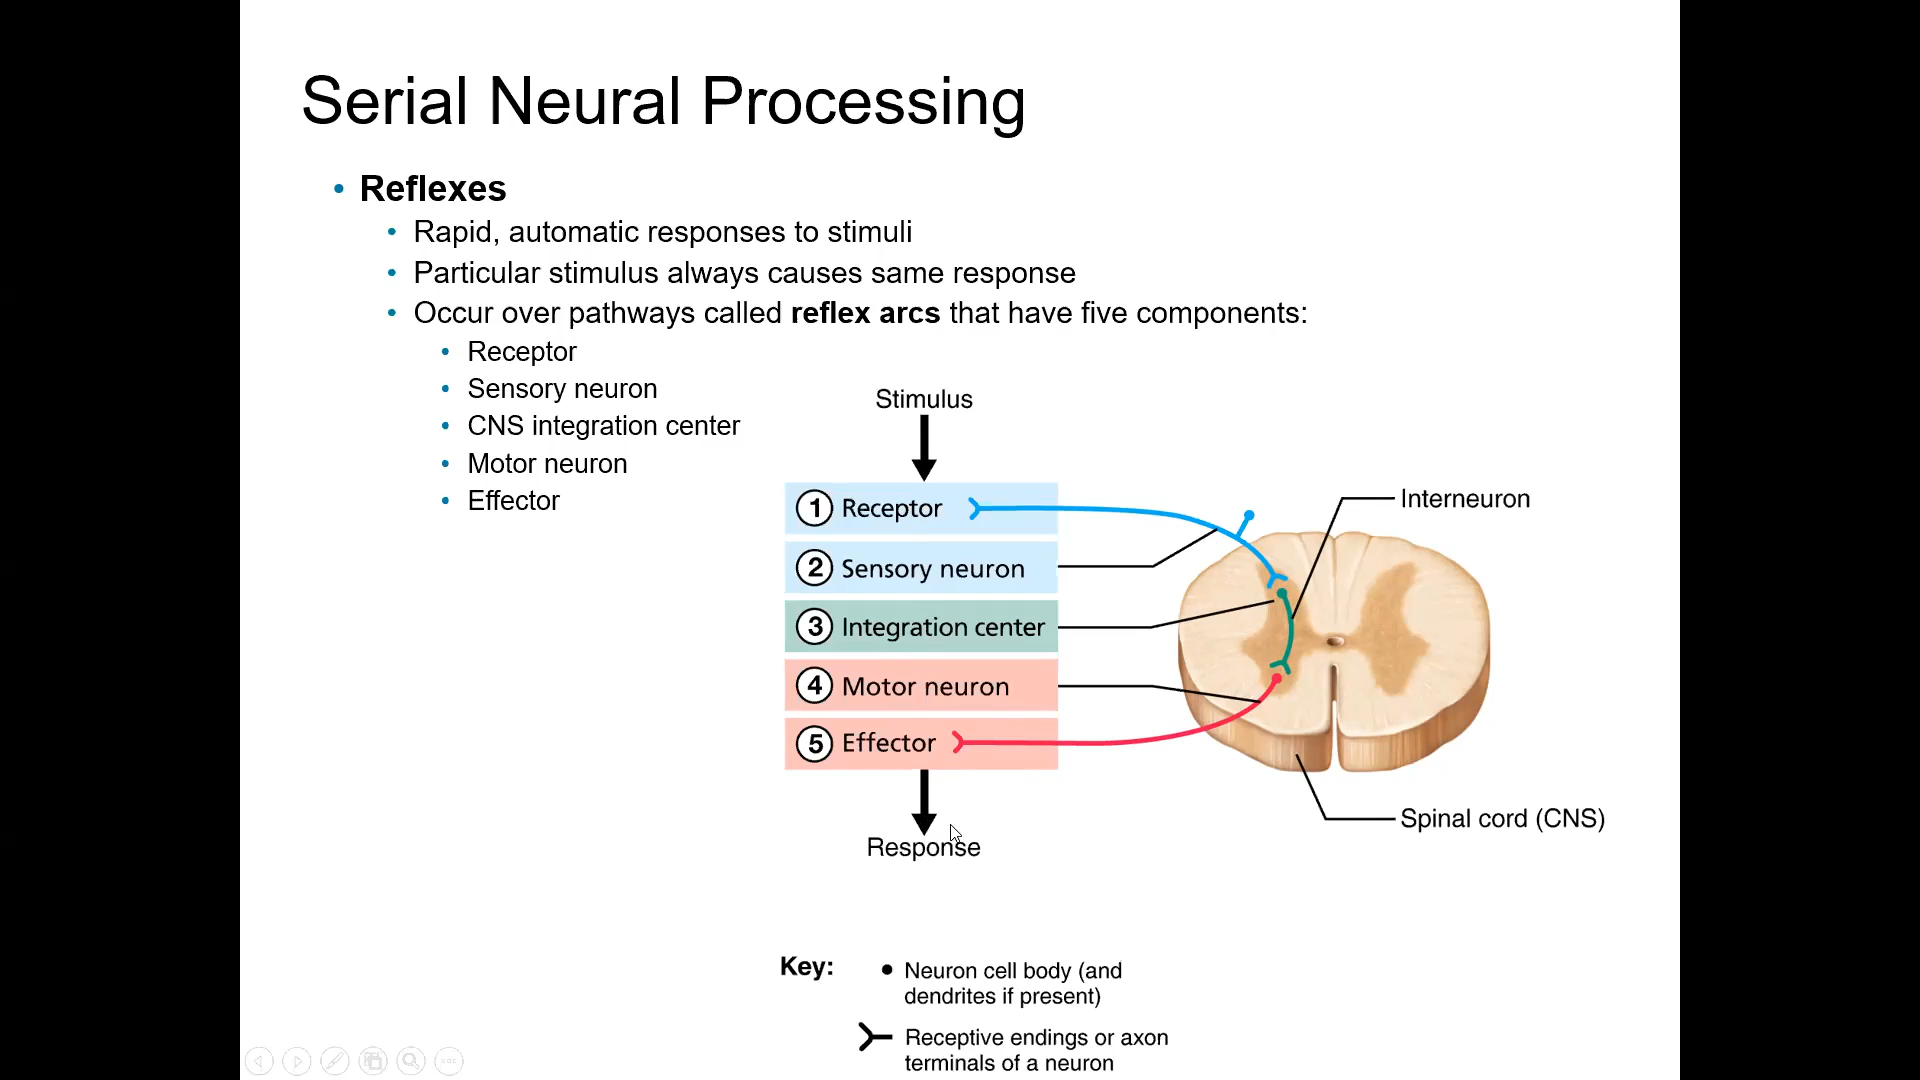 Serial Neural Processing
• Reflexes
• Rapid, automatic responses to stimuli
• Particular stimulus always causes same response
• Occur over pathways called reflex arcs that have five components:
• Receptor
• Sensory neuron
• CNS integration center
• Motor neuron
• Effector
Stimulus
1 Receptor
2 Sensory neuron
3 Integration center
4 Motor neuron
5 Effector
Response
Interneuron
Spinal cord (CNS)
Key:
Neuron cell body (and
dendrites if present)
Receptive endings or axon
terminals of a neuron